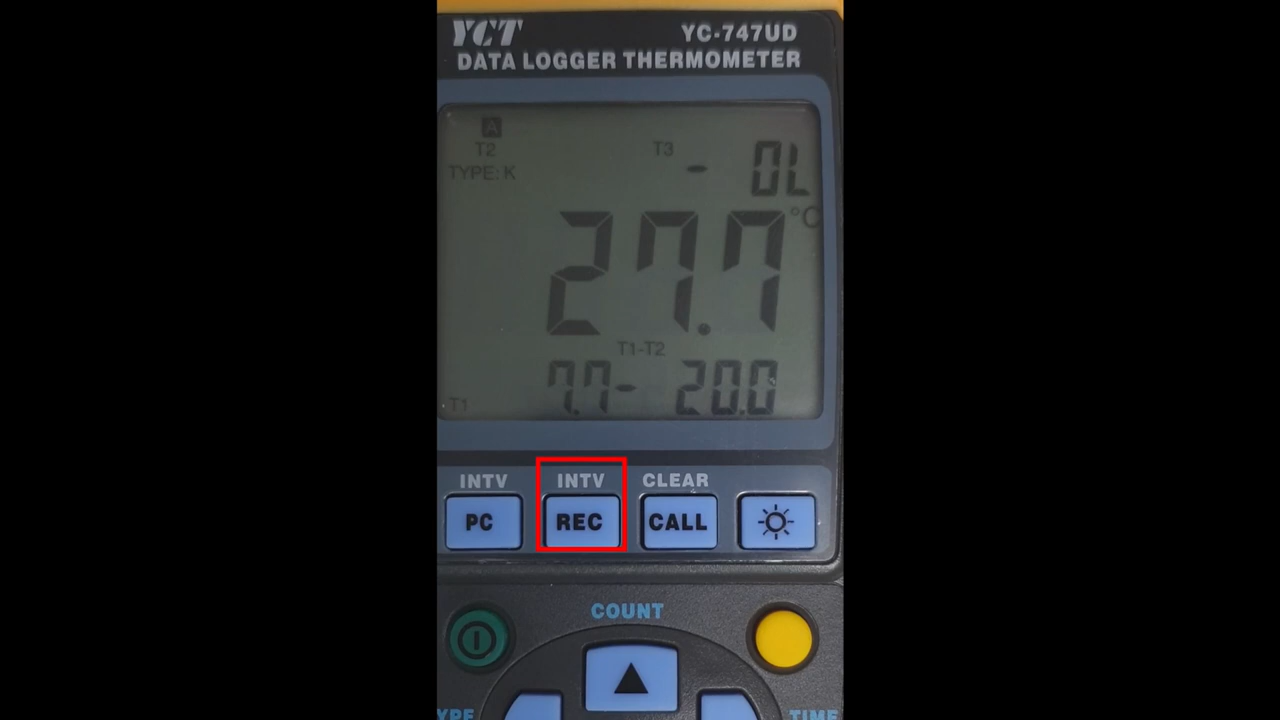 YCT YC-747UD
DATA LOGGER THERMOMETER
A
T2 T3
TYPE: K - OL
°C
27.7
T1-T2
T1 7.7 - 20.0
INTV INTV CLEAR
PC REC CALL
COUNT
YPE TIME